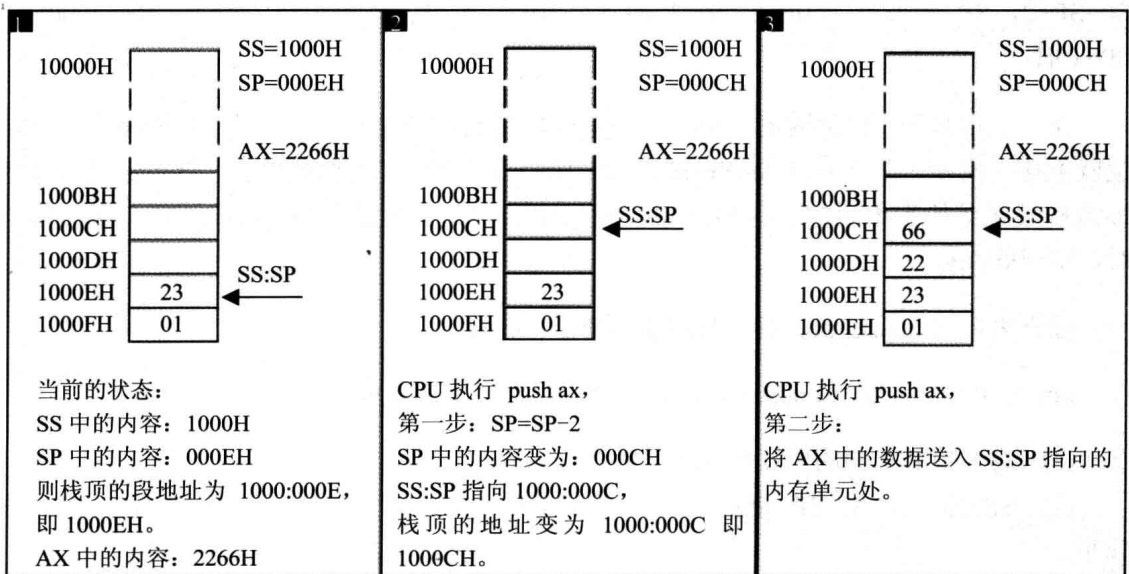 1
10000H
SS=1000H
SP=000EH
AX=2266H
1000BH
1000CH
1000DH
SS:SP
1000EH 23
1000FH 01
当前的状态：
SS 中的内容：1000H
SP 中的内容：000EH
则栈顶的段地址为 1000:000E，
即 1000EH。
AX 中的内容：2266H
2
10000H
SS=1000H
SP=000CH
AX=2266H
1000BH
SS:SP
1000CH
1000DH
1000EH 23
1000FH 01
CPU 执行 push ax，
第一步：SP=SP-2
SP 中的内容变为：000CH
SS:SP 指向 1000:000C，
栈顶的地址变为 1000:000C 即
1000CH。
3
10000H
SS=1000H
SP=000CH
AX=2266H
1000BH
SS:SP
1000CH 66
1000DH 22
1000EH 23
1000FH 01
CPU 执行 push ax，
第二步：
将 AX 中的数据送入 SS:SP 指向的
内存单元处。